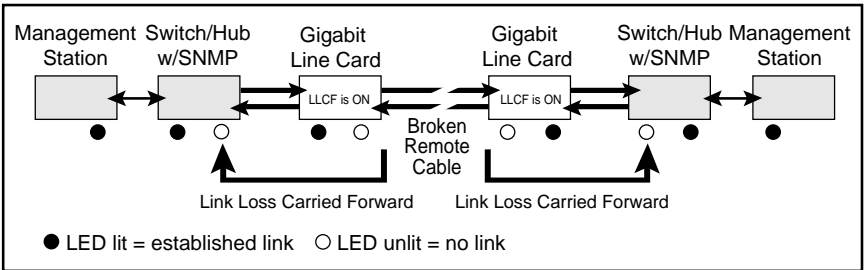 Management Station
Switch/Hub w/SNMP
Gigabit Line Card
Gigabit Line Card
Switch/Hub w/SNMP
Management Station
LLCF is ON
LLCF is ON
Broken Remote Cable
Link Loss Carried Forward
Link Loss Carried Forward
LED lit = established link
LED unlit = no link